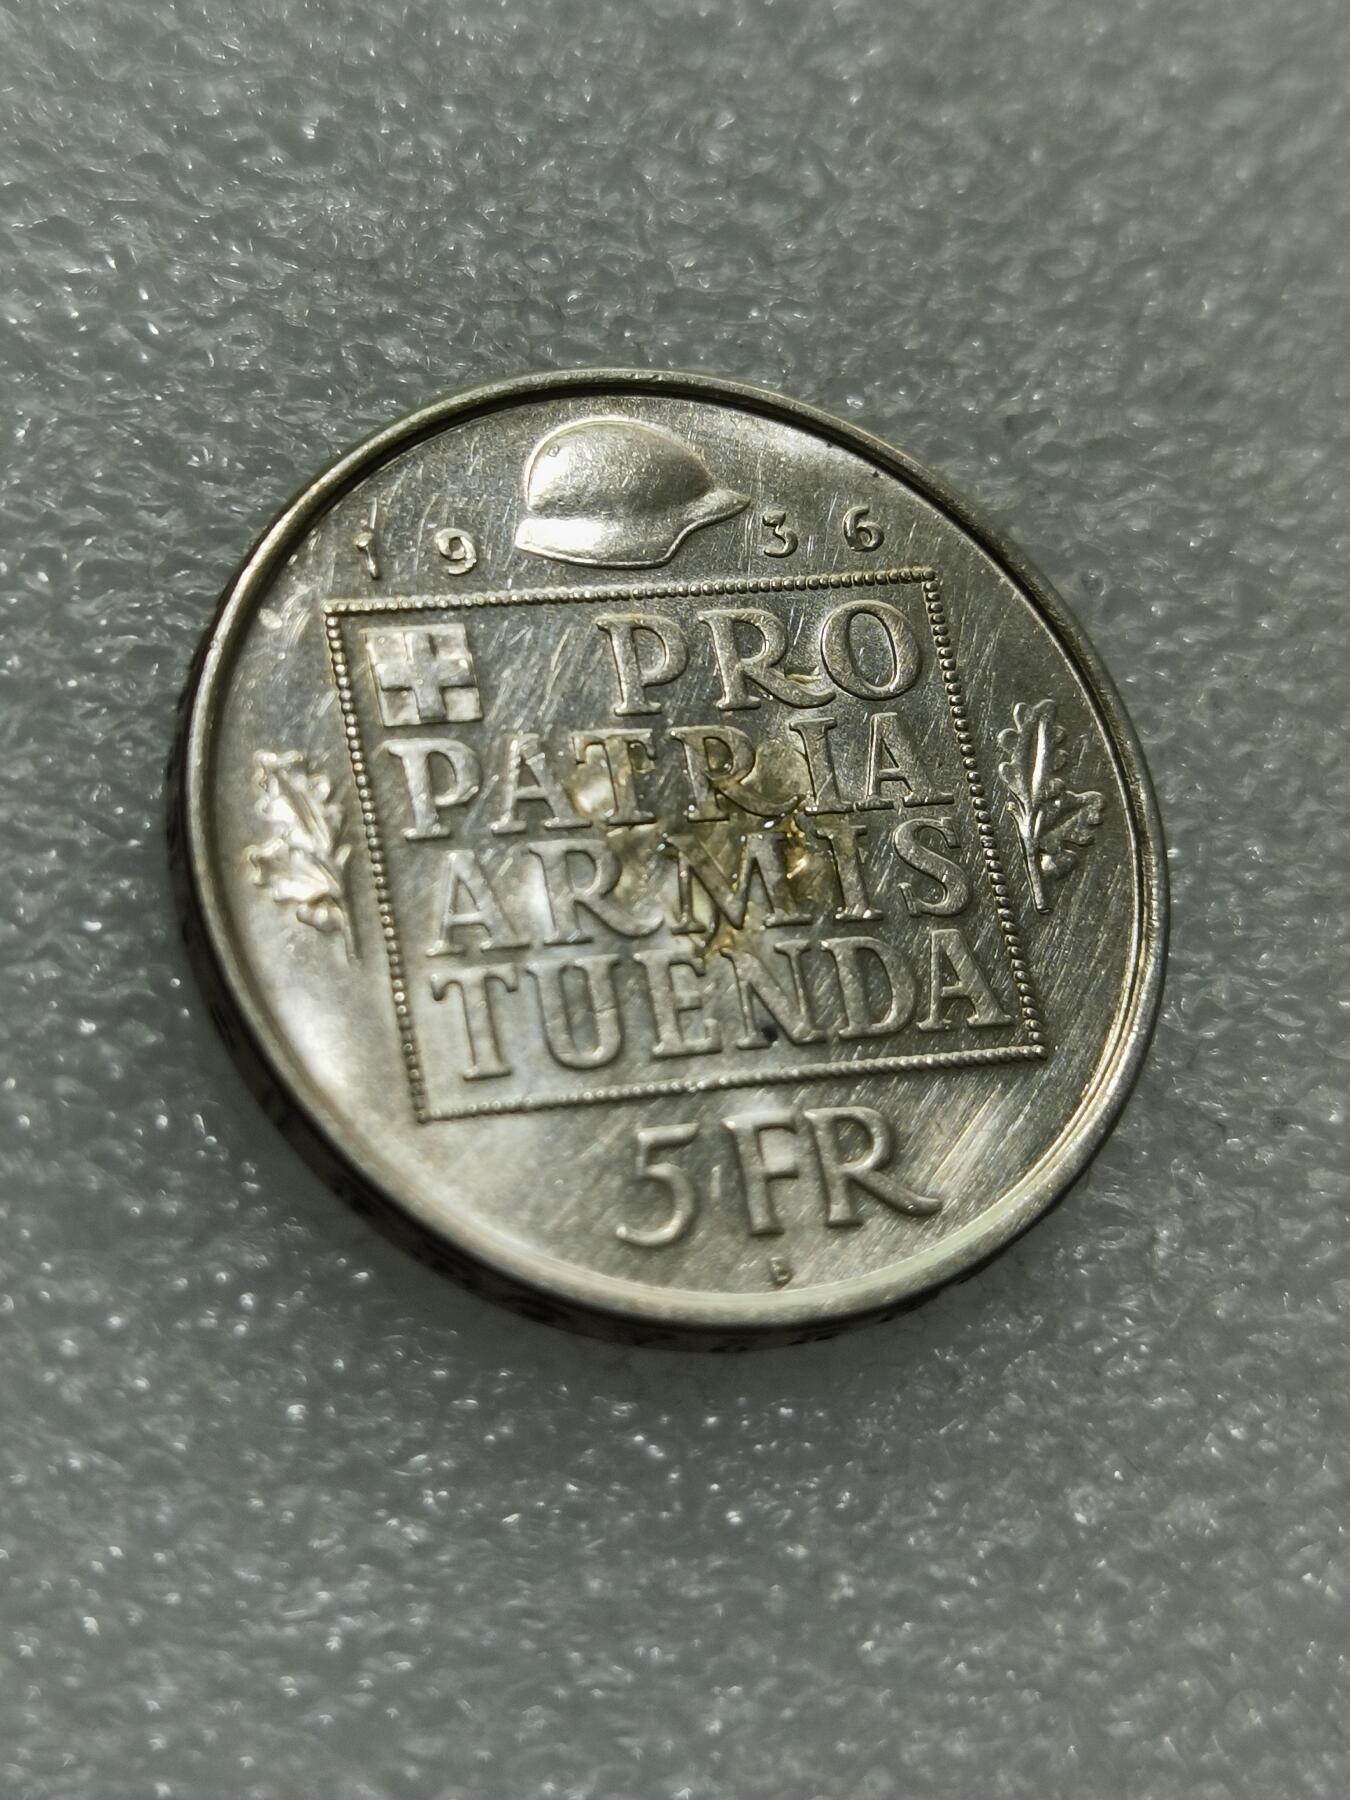 1936
PRO
PATRIA
ARMIS
TUENDA
5 FR
B